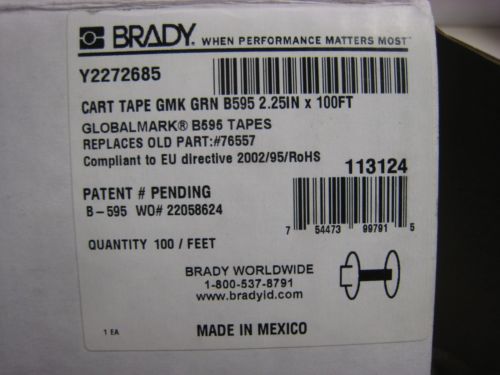 BRADY. WHEN PERFORMANCE MATTERS MOST™
Y2272685
CART TAPE GMK GRN B595 2.25IN x 100FT
GLOBALMARK® B595 TAPES
REPLACES OLD PART:#76557
Compliant to EU directive 2002/95/RoHS
113124
PATENT # PENDING
B-595 WO# 22058624
7 54473 99791 5
QUANTITY 100 / FEET
BRADY WORLDWIDE
1-800-537-8791
www.bradyid.com
1 EA
MADE IN MEXICO